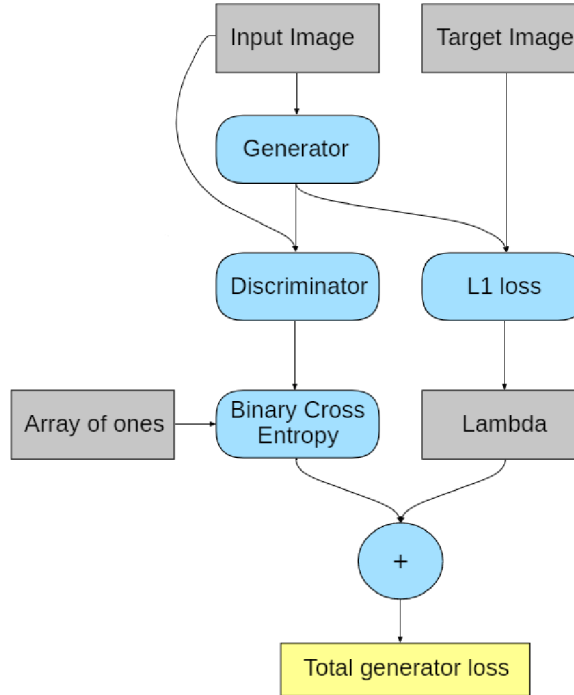 Input Image
Target Image
Generator
Discriminator
L1 loss
Array of ones
Binary Cross
Entropy
Lambda
+
Total generator loss